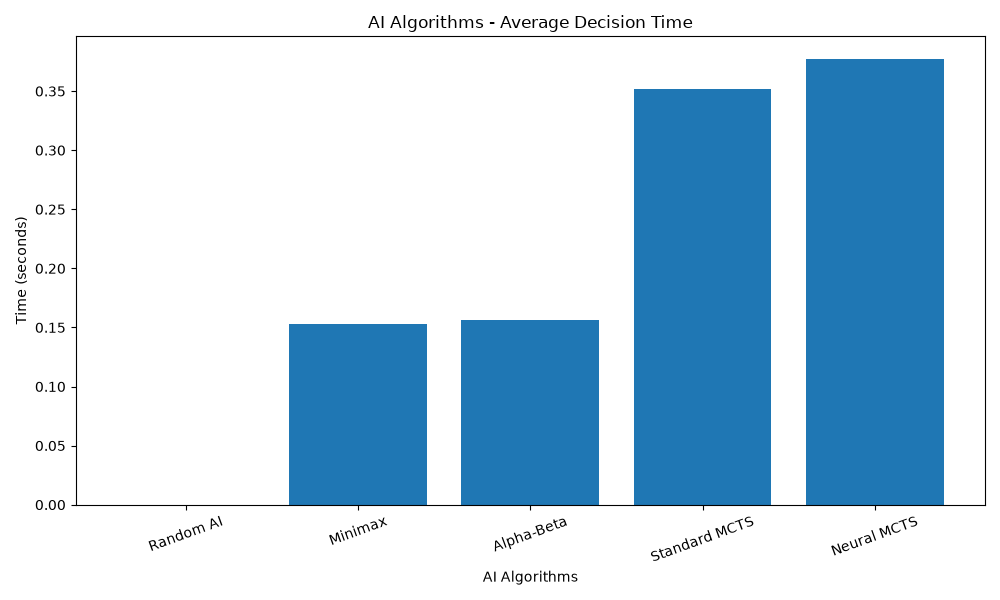 AI Algorithms - Average Decision Time
Time (seconds)
0.35
0.30
0.25
0.20
0.15
0.10
0.05
0.00
Random AI
Minimax
Alpha-Beta
Standard MCTS
Neural MCTS
AI Algorithms